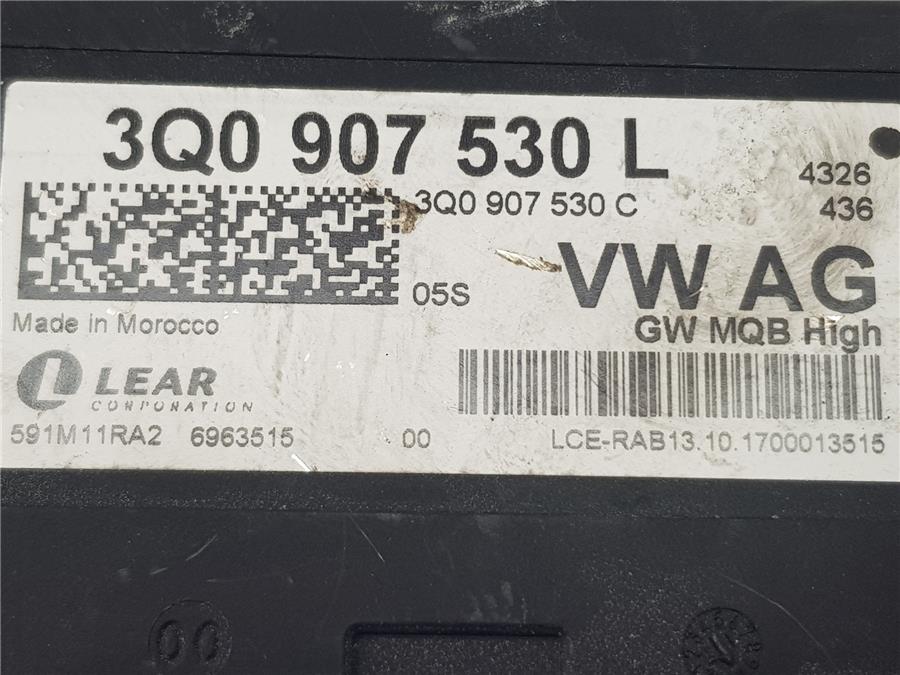 3Q0 907 530 L
4326
3Q0 907 530 C
436
05S
VW AG
Made in Morocco
GW MQB High
LEAR
CORPORATION
591M11RA2 6963515 00 LCE-RAB13.10.1700013515
00